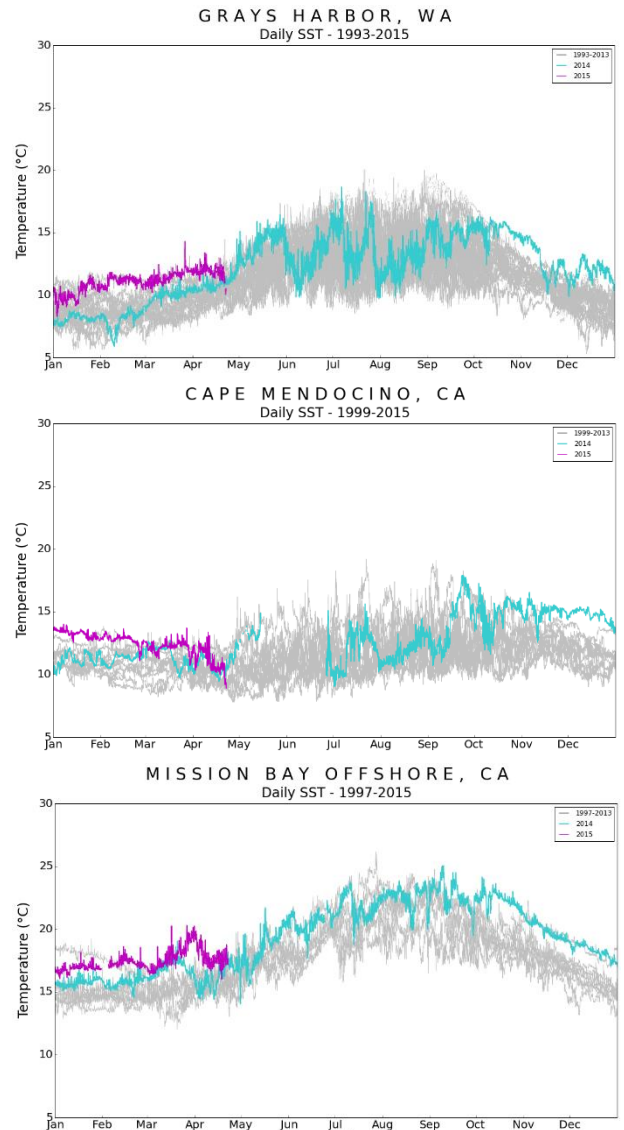 GRAYS HARBOR, WA
Daily SST - 1993-2015
30
1993-2013
2014
2015
25
20
15
10
5
Temperature (°C)
Jan Feb Mar Apr May Jun Jul Aug Sep Oct Nov Dec
CAPE MENDOCINO, CA
Daily SST - 1999-2015
30
1999-2013
2014
2015
25
20
15
10
5
Temperature (°C)
Jan Feb Mar Apr May Jun Jul Aug Sep Oct Nov Dec
MISSION BAY OFFSHORE, CA
Daily SST - 1997-2015
30
1997-2013
2014
2015
25
20
15
10
5
Temperature (°C)
Jan Feb Mar Apr May Jun Jul Aug Sep Oct Nov Dec